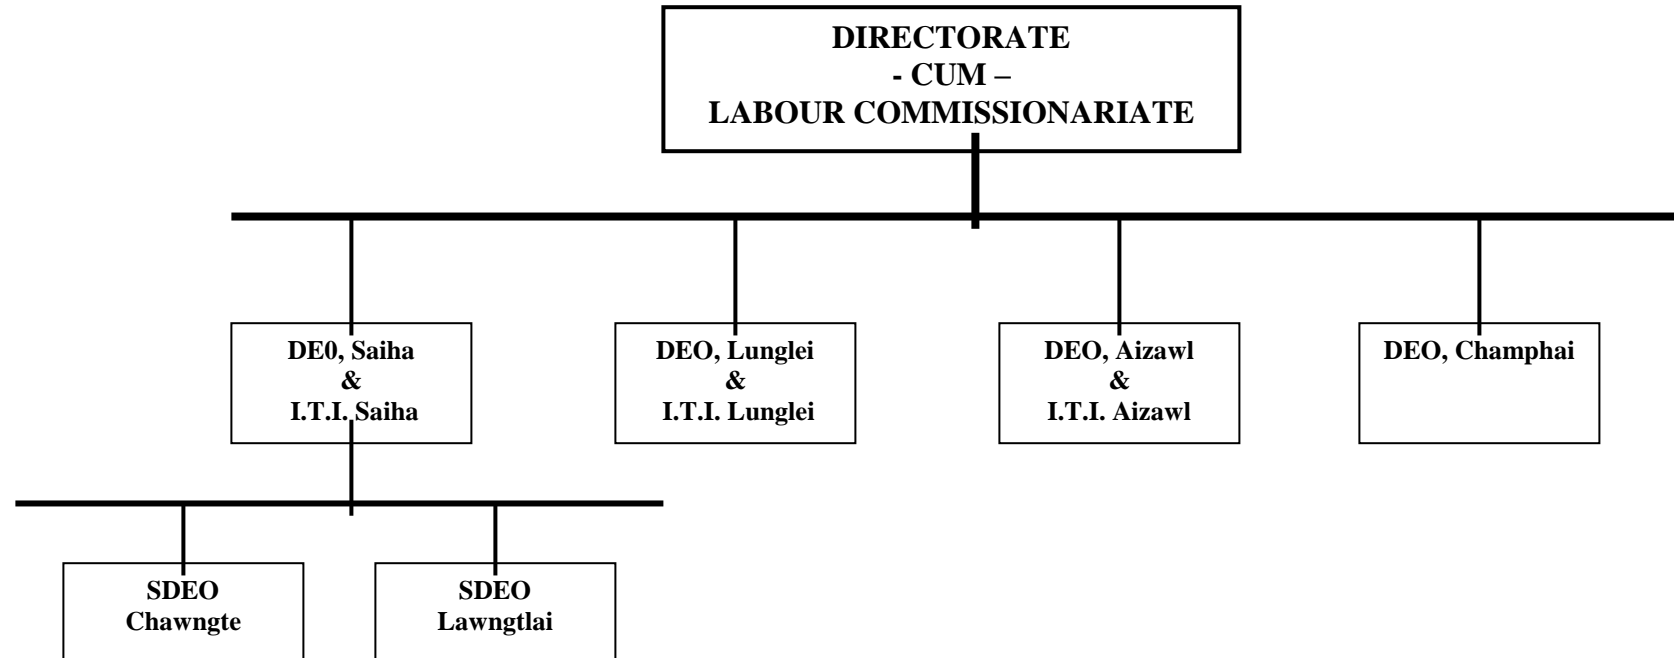 DIRECTORATE
- CUM –
LABOUR COMMISSIONARIATE
DE0, Saiha
&
I.T.I. Saiha
DEO, Lunglei
&
I.T.I. Lunglei
DEO, Aizawl
&
I.T.I. Aizawl
DEO, Champhai
SDEO
Chawngte
SDEO
Lawngtlai